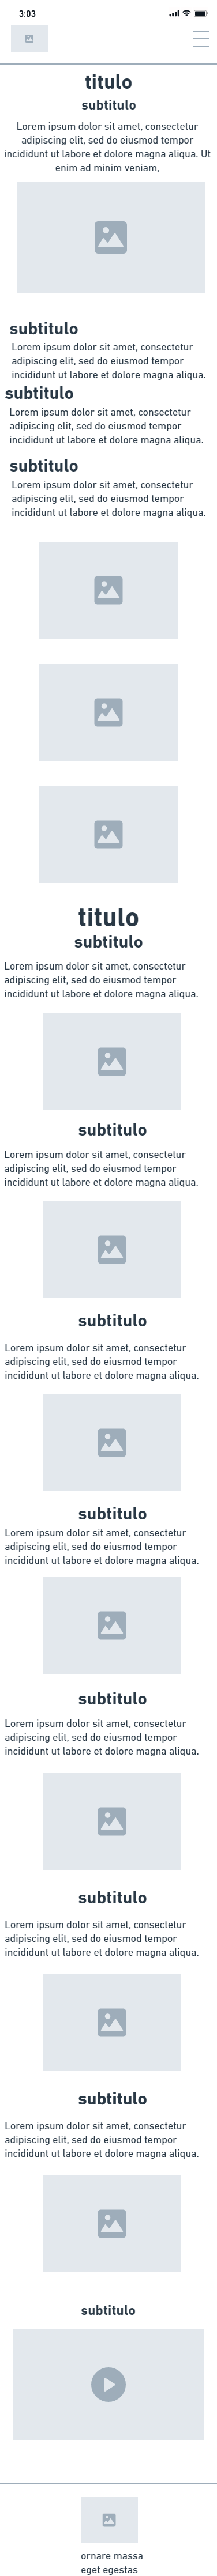 3:03
titulo
subtitulo
Lorem ipsum dolor sit amet, consectetur
adipiscing elit, sed do eiusmod tempor
incididunt ut labore et dolore magna aliqua. Ut
enim ad minim veniam,
subtitulo
Lorem ipsum dolor sit amet, consectetur
adipiscing elit, sed do eiusmod tempor
incididunt ut labore et dolore magna aliqua.
subtitulo
Lorem ipsum dolor sit amet, consectetur
adipiscing elit, sed do eiusmod tempor
incididunt ut labore et dolore magna aliqua.
subtitulo
Lorem ipsum dolor sit amet, consectetur
adipiscing elit, sed do eiusmod tempor
incididunt ut labore et dolore magna aliqua.
titulo
subtitulo
Lorem ipsum dolor sit amet, consectetur
adipiscing elit, sed do eiusmod tempor
incididunt ut labore et dolore magna aliqua.
subtitulo
Lorem ipsum dolor sit amet, consectetur
adipiscing elit, sed do eiusmod tempor
incididunt ut labore et dolore magna aliqua.
subtitulo
Lorem ipsum dolor sit amet, consectetur
adipiscing elit, sed do eiusmod tempor
incididunt ut labore et dolore magna aliqua.
subtitulo
Lorem ipsum dolor sit amet, consectetur
adipiscing elit, sed do eiusmod tempor
incididunt ut labore et dolore magna aliqua.
subtitulo
Lorem ipsum dolor sit amet, consectetur
adipiscing elit, sed do eiusmod tempor
incididunt ut labore et dolore magna aliqua.
subtitulo
Lorem ipsum dolor sit amet, consectetur
adipiscing elit, sed do eiusmod tempor
incididunt ut labore et dolore magna aliqua.
subtitulo
Lorem ipsum dolor sit amet, consectetur
adipiscing elit, sed do eiusmod tempor
incididunt ut labore et dolore magna aliqua.
subtitulo
ornare massa
eget egestas